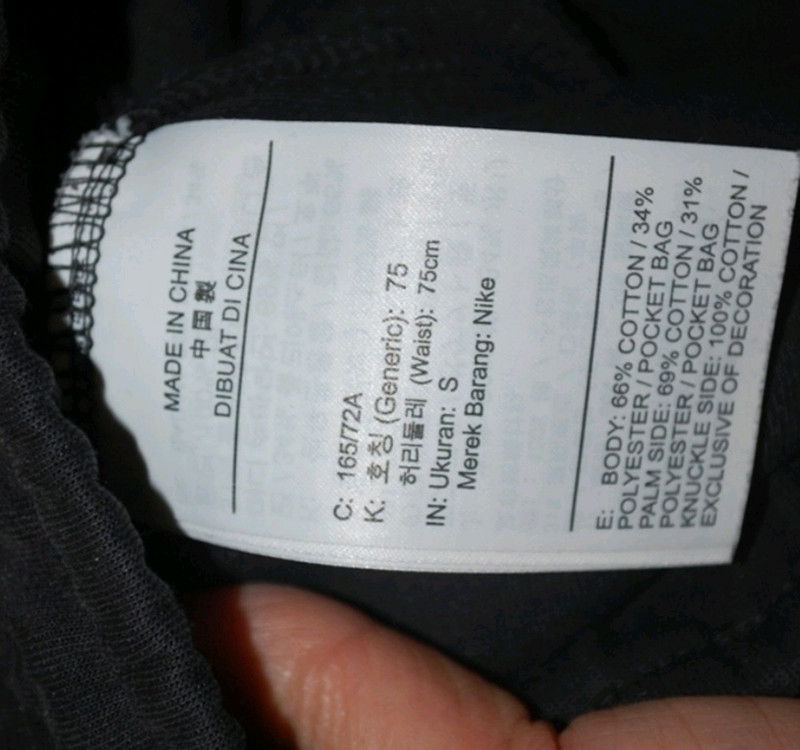 MADE IN CHINA
中国製
DIBUAT DI CINA
C: 165/72A
K: 호칭 (Generic): 75
허리둘레 (Waist): 75cm
IN: Ukuran: S
Merek Barang: Nike
E: BODY: 66% COTTON / 34%
POLYESTER / POCKET BAG
PALM SIDE: 69% COTTON / 31%
POLYESTER / POCKET BAG
KNUCKLE SIDE: 100% COTTON /
EXCLUSIVE OF DECORATION